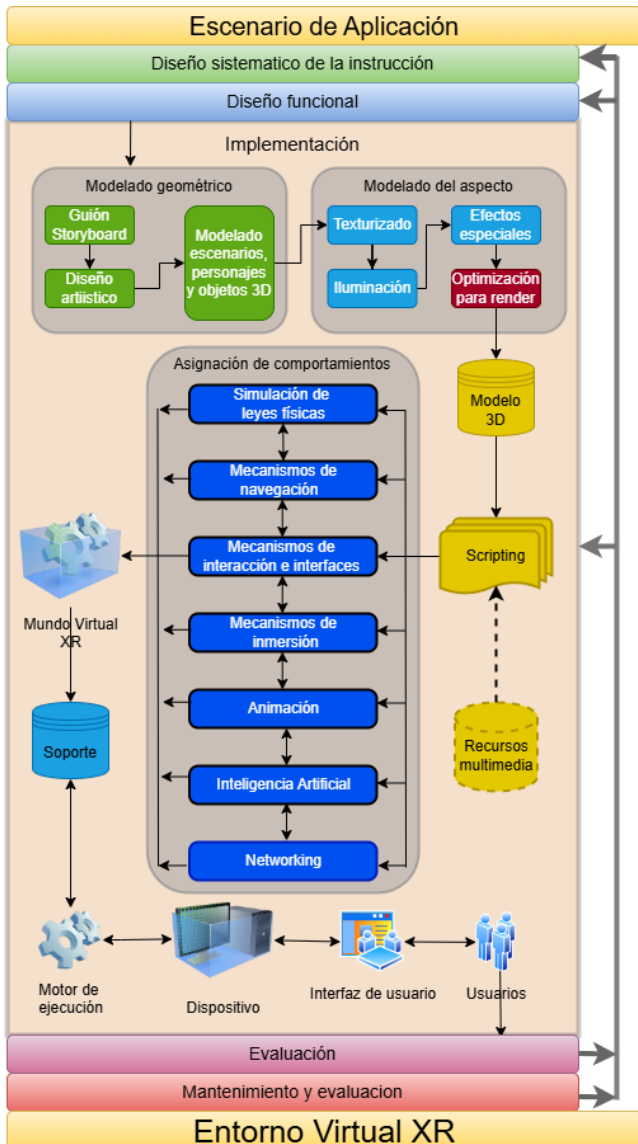 Escenario de Aplicación
Diseño sistematico de la instrucción
Diseño funcional
Implementación
Modelado geométrico
Guión
Storyboard
Diseño
artiístico
Modelado
escenarios,
personajes
y objetos 3D
Modelado del aspecto
Texturizado
Iluminación
Efectos
especiales
Optimización
para render
Modelo
3D
Asignación de comportamientos
Simulación de
leyes físicas
Mecanismos de
navegación
Mecanismos de
interacción e interfaces
Mecanismos de
inmersión
Animación
Inteligencia Artificial
Networking
Scripting
Recursos
multimedia
Mundo Virtual
XR
Soporte
Motor de
ejecución
Dispositivo
Interfaz de usuario
Usuarios
Evaluación
Mantenimiento y evaluacion
Entorno Virtual XR